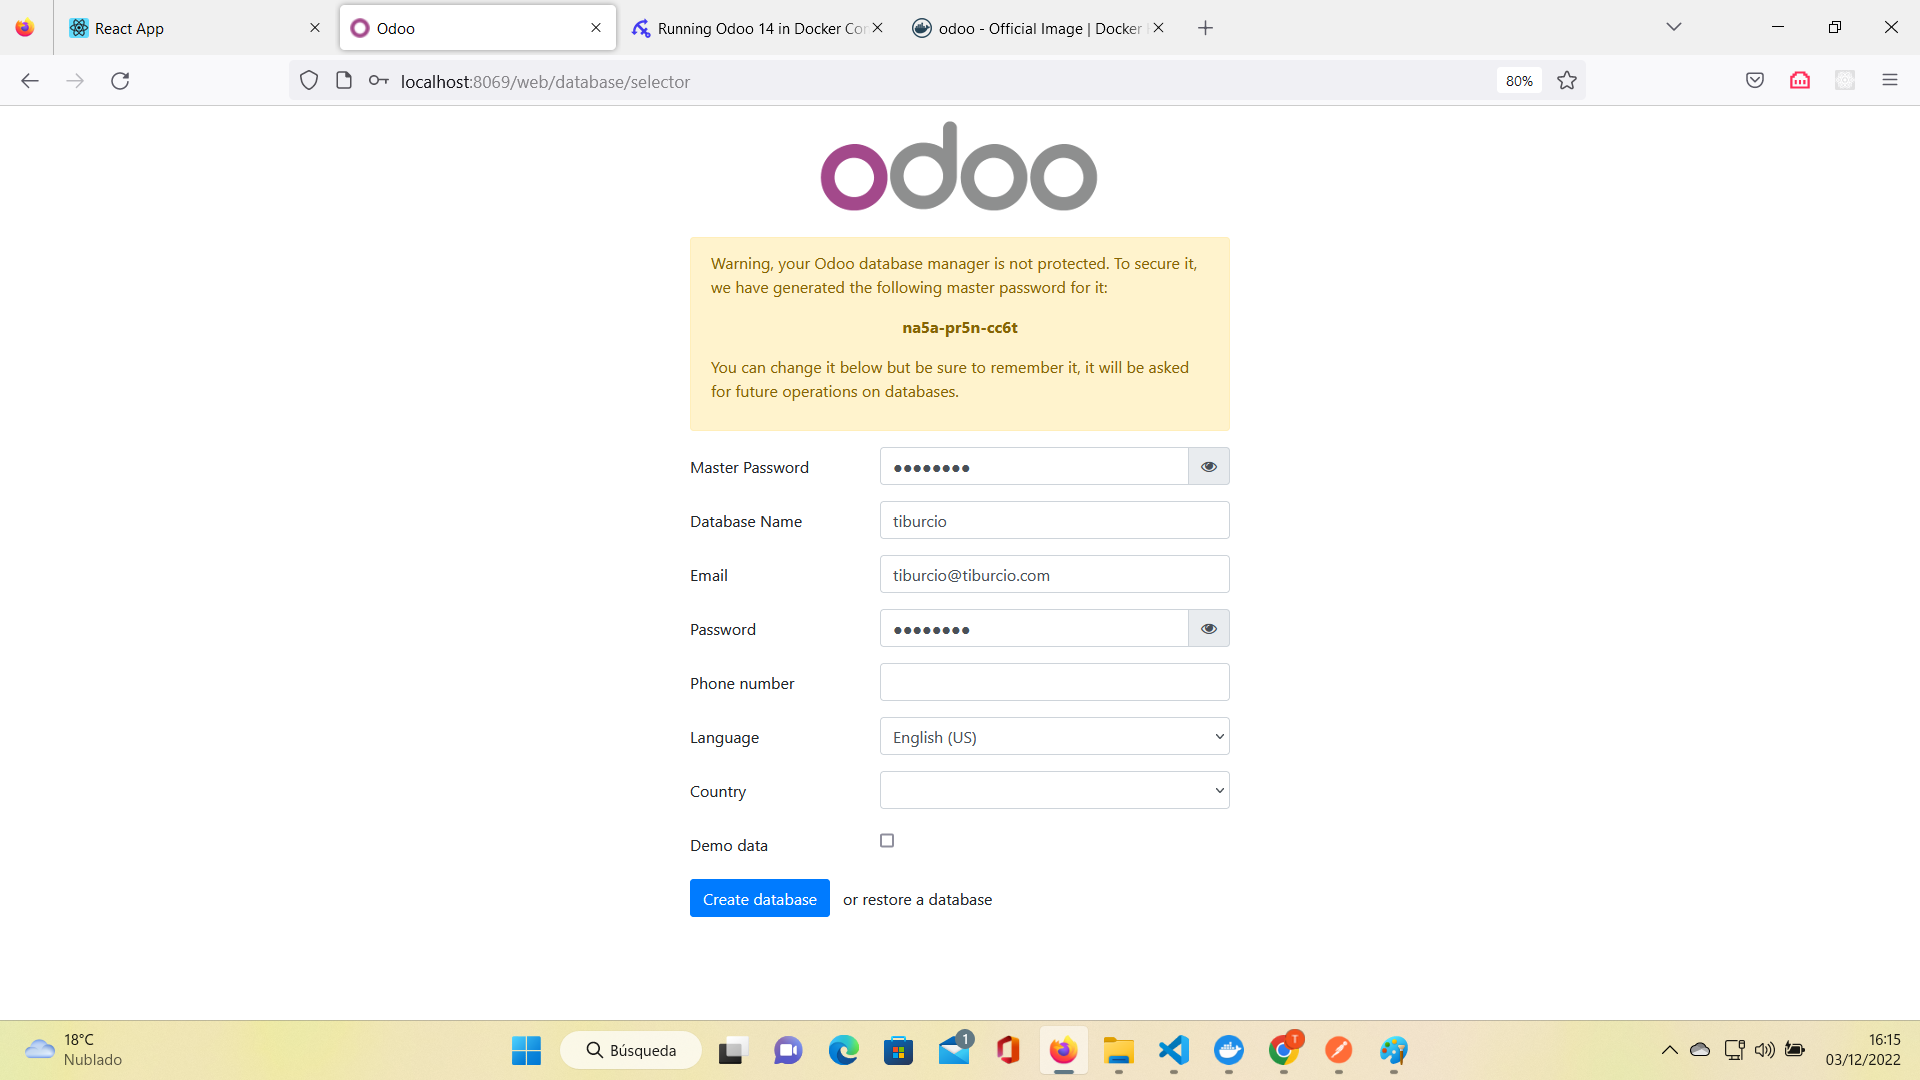 React App
Odoo
Running Odoo 14 in Docker Con
odoo - Official Image | Docker
localhost:8069/web/database/selector
80%
odoo
Warning, your Odoo database manager is not protected. To secure it,
we have generated the following master password for it:
na5a-pr5n-cc6t
You can change it below but be sure to remember it, it will be asked
for future operations on databases.
Master Password
●●●●●●●●
Database Name
tiburcio
Email
tiburcio@tiburcio.com
Password
●●●●●●●●
Phone number
Language
English (US)
Country
Demo data
Create database or restore a database
18°C
Nublado
Búsqueda
1
T
16:15
03/12/2022